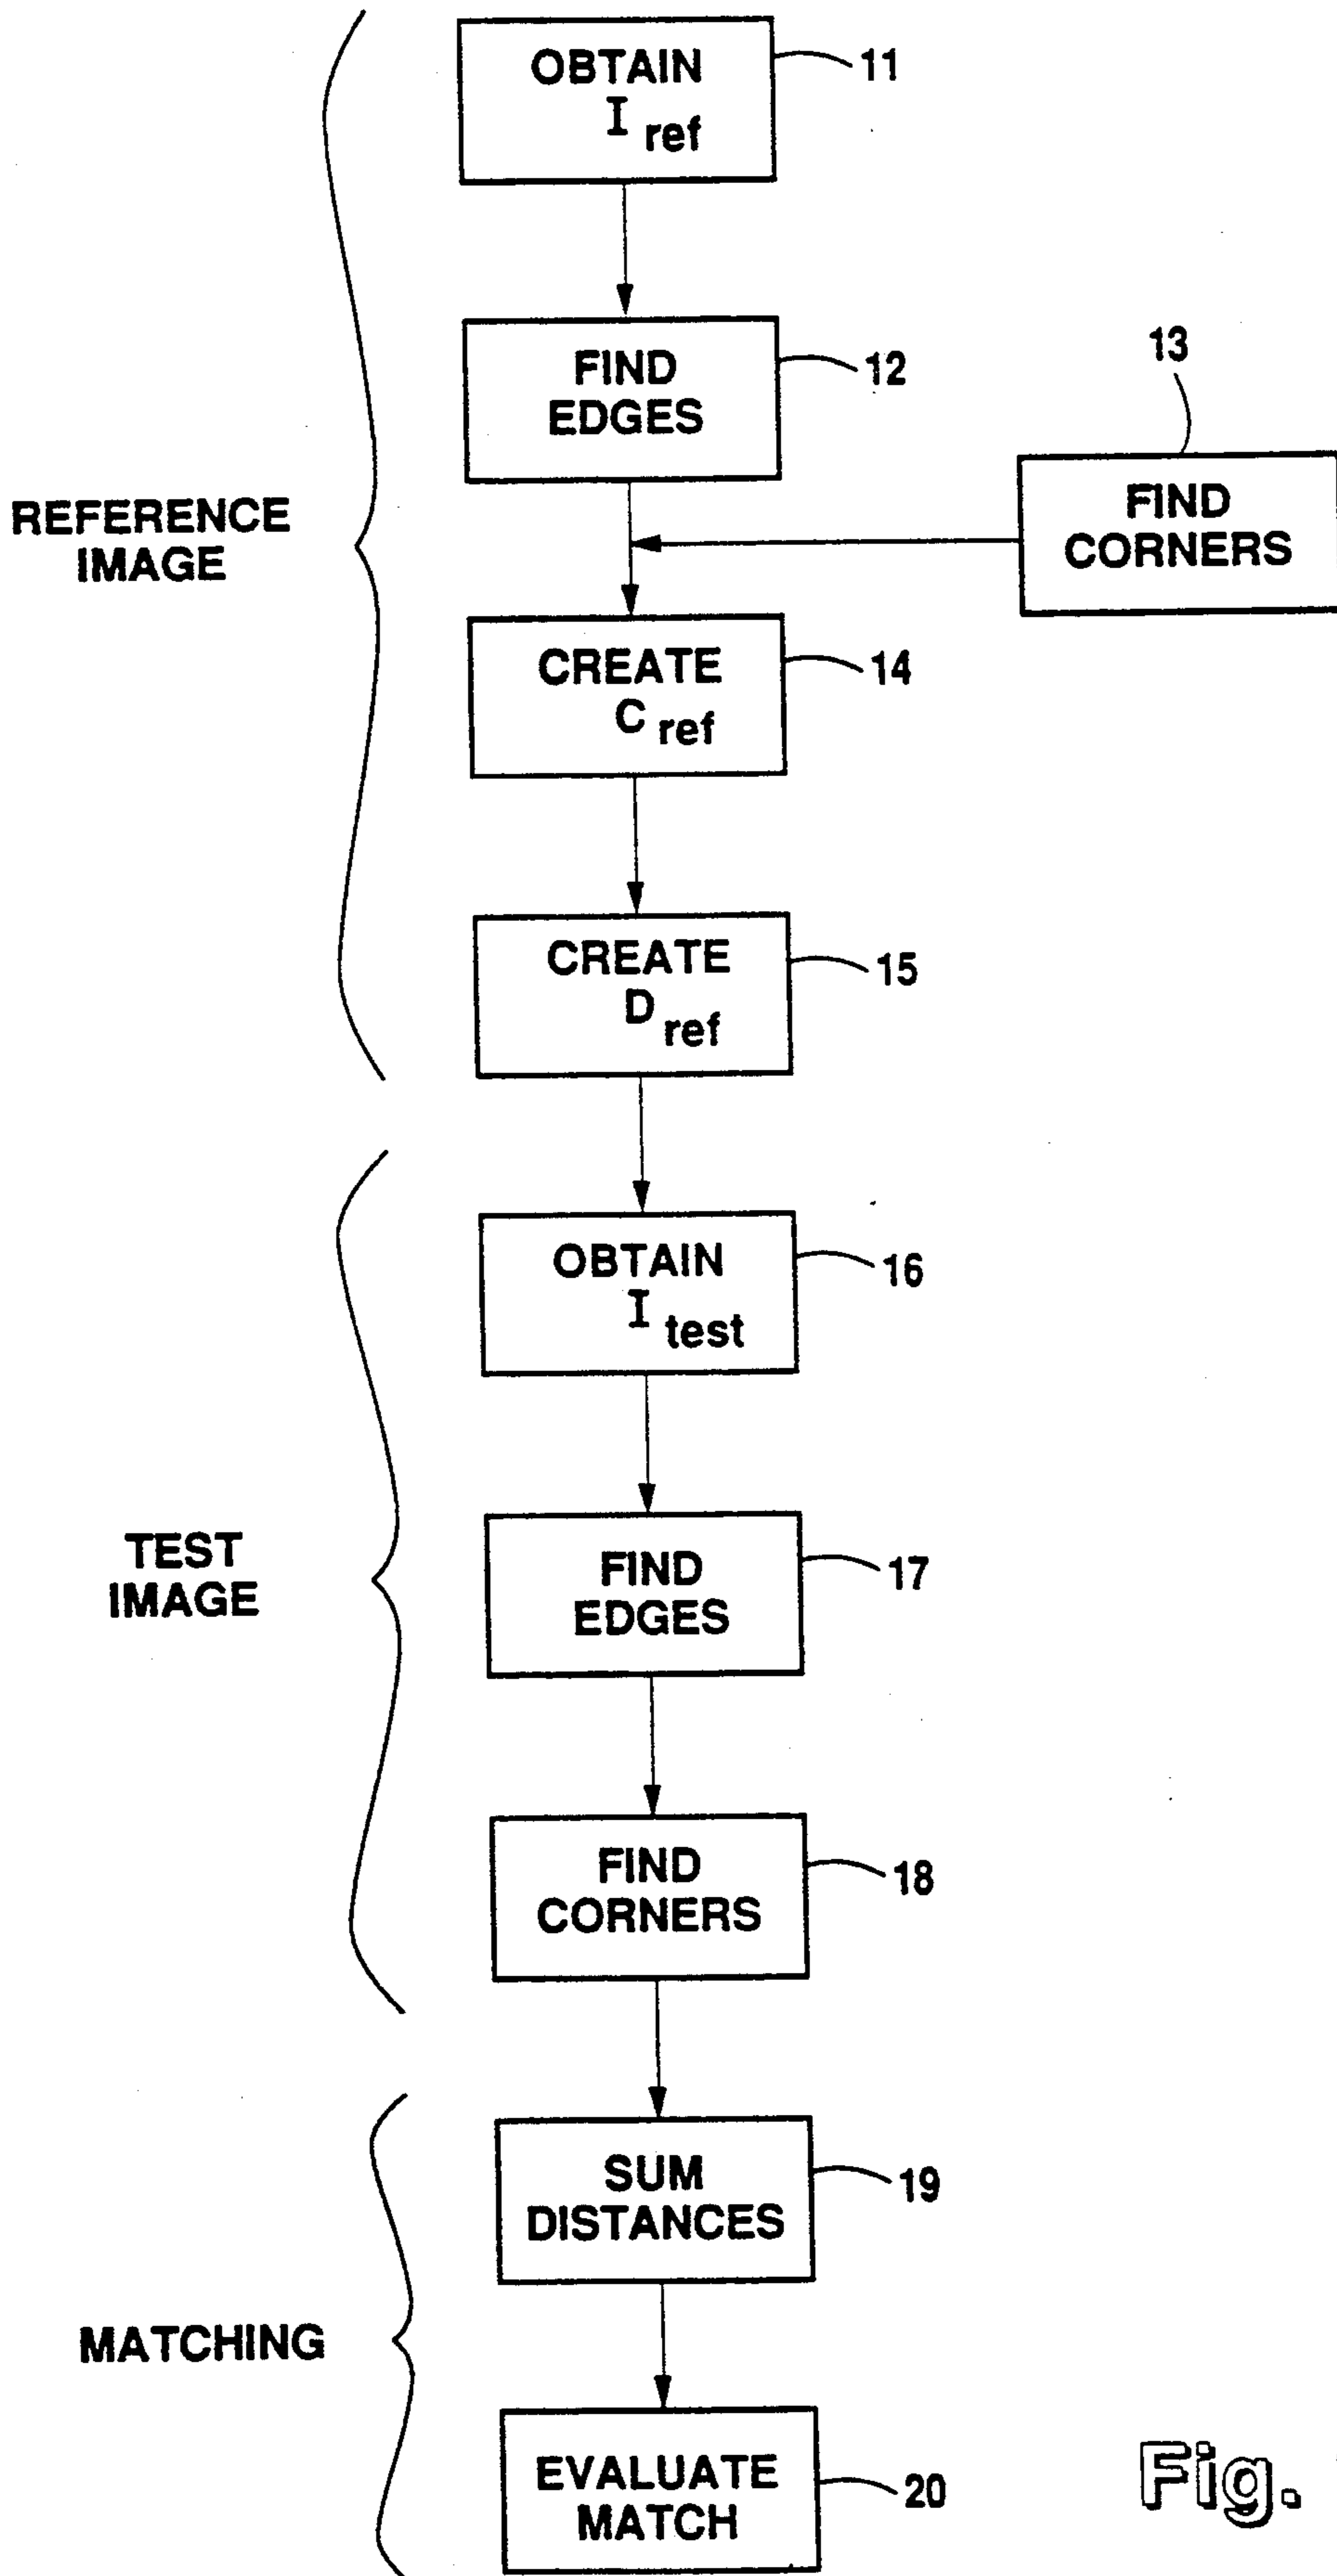 OBTAIN
I ref
11
FIND
EDGES
12
13
FIND
CORNERS
REFERENCE
IMAGE
CREATE
C ref
14
CREATE
D ref
15
OBTAIN
I test
16
TEST
IMAGE
FIND
EDGES
17
FIND
CORNERS
18
SUM
DISTANCES
19
MATCHING
EVALUATE
MATCH
20
Fig.